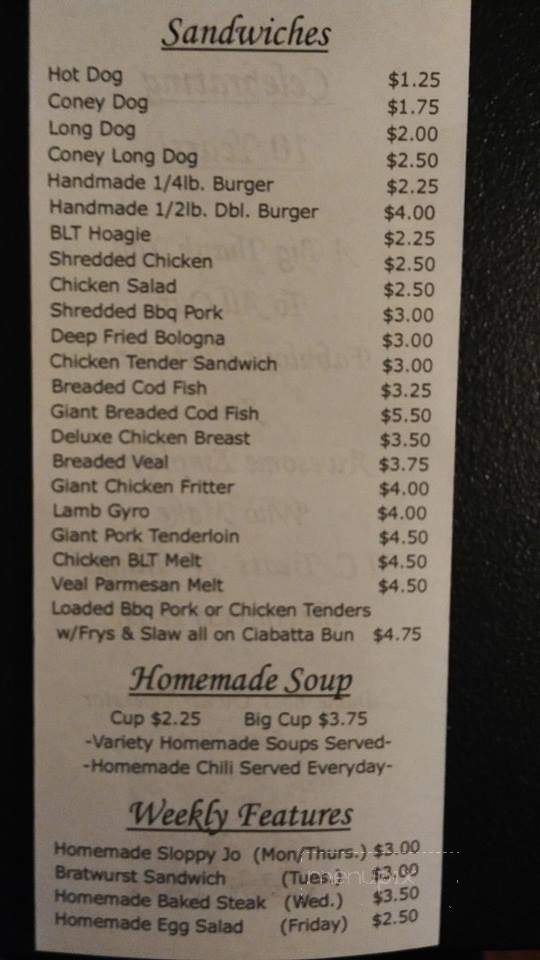 Sandwiches
Hot Dog $1.25
Coney Dog $1.75
Long Dog $2.00
Coney Long Dog $2.50
Handmade 1/4lb. Burger $2.25
Handmade 1/2lb. Dbl. Burger $4.00
BLT Hoagie $2.25
Shredded Chicken $2.50
Chicken Salad $2.50
Shredded Bbq Pork $3.00
Deep Fried Bologna $3.00
Chicken Tender Sandwich $3.00
Breaded Cod Fish $3.25
Giant Breaded Cod Fish $5.50
Deluxe Chicken Breast $3.50
Breaded Veal $3.75
Giant Chicken Fritter $4.00
Lamb Gyro $4.00
Giant Pork Tenderloin $4.50
Chicken BLT Melt $4.50
Veal Parmesan Melt $4.50
Loaded Bbq Pork or Chicken Tenders
w/Frys & Slaw all on Ciabatta Bun $4.75
Homemade Soup
Cup $2.25 Big Cup $3.75
-Variety Homemade Soups Served-
-Homemade Chili Served Everyday-
Weekly Features
Homemade Sloppy Jo (Mon/Thurs.) $3.00
Bratwurst Sandwich (Tues.) $3.00
Homemade Baked Steak (Wed.) $3.50
Homemade Egg Salad (Friday) $2.50
menupix